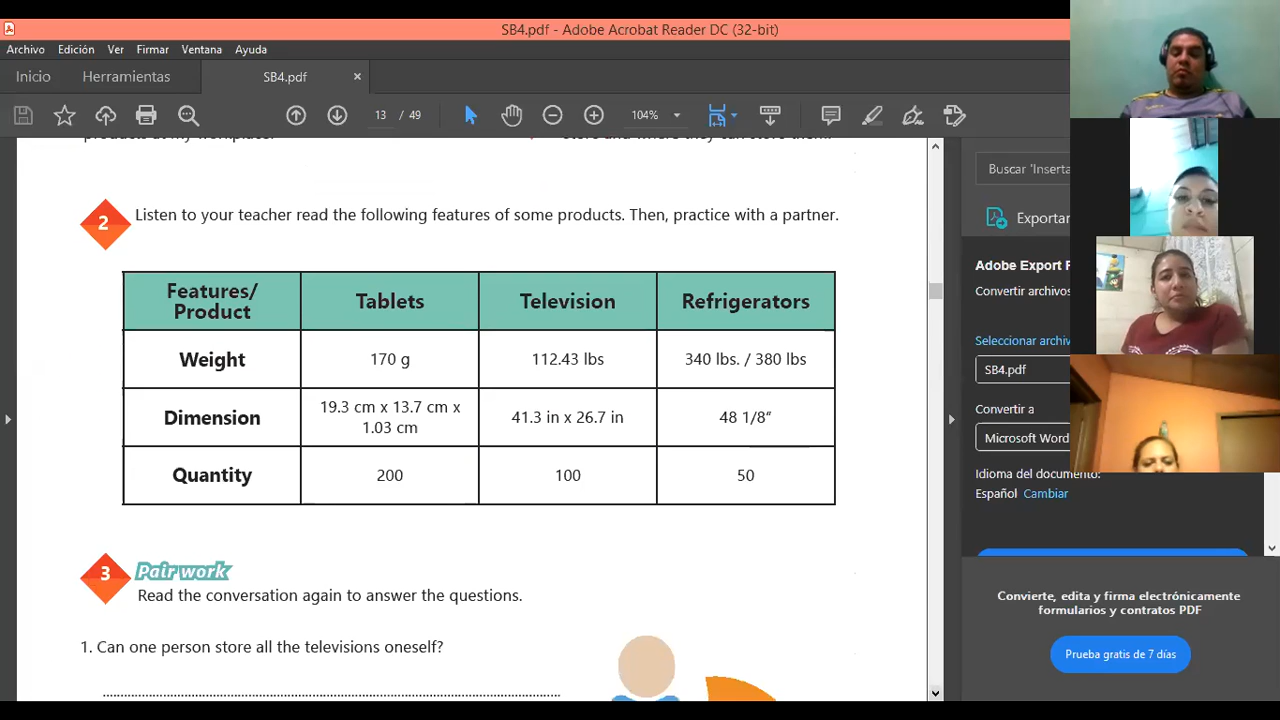 SB4.pdf - Adobe Acrobat Reader DC (32-bit)
Archivo Edición Ver Firmar Ventana Ayuda
Inicio Herramientas SB4.pdf ×
13 / 49 104%
Listen to your teacher read the following features of some products. Then, practice with a partner.
2
Features/ Product Tablets Television Refrigerators
Weight 170 g 112.43 lbs 340 lbs. / 380 lbs
Dimension 19.3 cm x 13.7 cm x 1.03 cm 41.3 in x 26.7 in 48 1/8“
Quantity 200 100 50
3 Pair work
Read the conversation again to answer the questions.
1. Can one person store all the televisions oneself?
Buscar 'Inserta
Exportar
Adobe Export
Convertir archivos
Seleccionar archiv
SB4.pdf
Convertir a
Microsoft Word
Idioma del documento:
Español Cambiar
Convierte, edita y firma electrónicamente
formularios y contratos PDF
Prueba gratis de 7 días